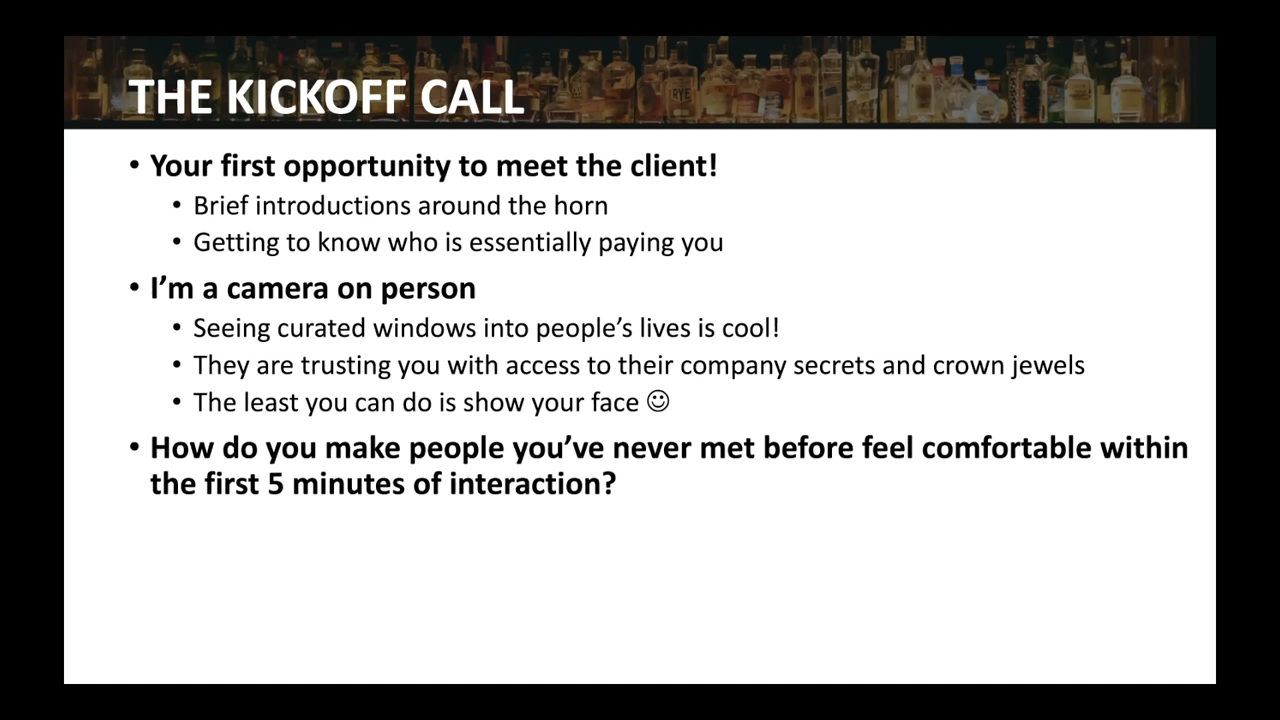 THE KICKOFF CALL
RYE
• Your first opportunity to meet the client!
• Brief introductions around the horn
• Getting to know who is essentially paying you
• I’m a camera on person
• Seeing curated windows into people’s lives is cool!
• They are trusting you with access to their company secrets and crown jewels
• The least you can do is show your face ☺
• How do you make people you’ve never met before feel comfortable within
the first 5 minutes of interaction?